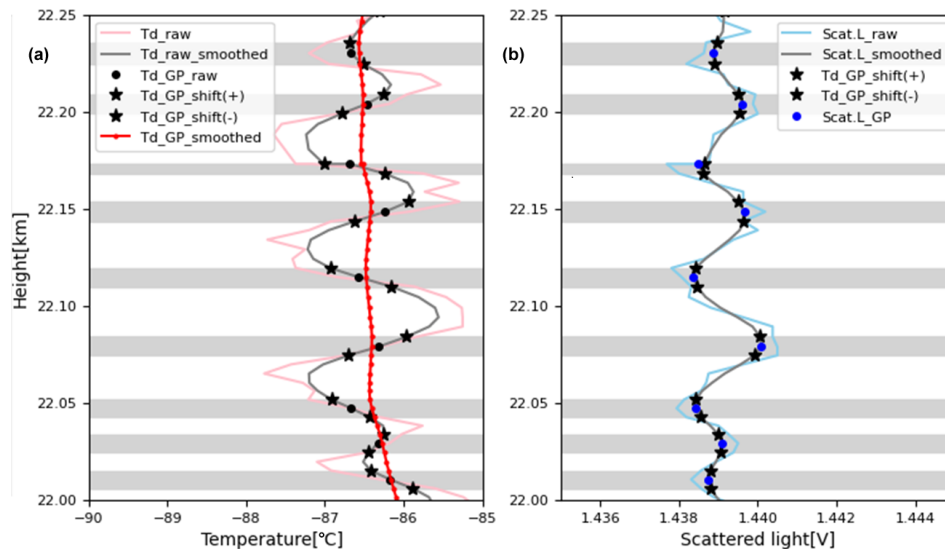 22.25
22.20
22.15
22.10
22.05
22.00
Height[km]
(a)
Td_raw
Td_raw_smoothed
Td_GP_raw
Td_GP_shift(+)
Td_GP_shift(-)
Td_GP_smoothed
−90 −89 −88 −87 −86 −85
Temperature[℃]
22.25
22.20
22.15
22.10
22.05
22.00
(b)
Scat.L_raw
Scat.L_smoothed
Td_GP_shift(+)
Td_GP_shift(-)
Scat.L_GP
1.436 1.438 1.440 1.442 1.444
Scattered light[V]